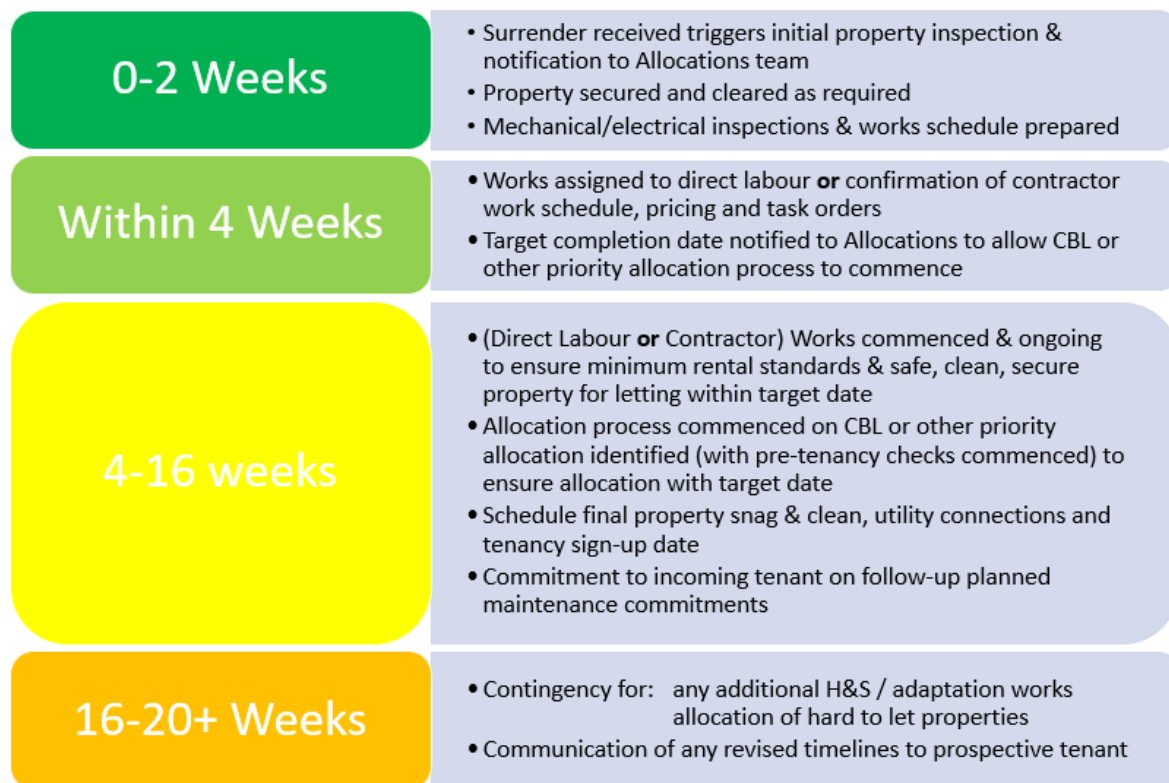 0-2 Weeks
• Surrender received triggers initial property inspection &
notification to Allocations team
• Property secured and cleared as required
• Mechanical/electrical inspections & works schedule prepared
Within 4 Weeks
• Works assigned to direct labour or confirmation of contractor
work schedule, pricing and task orders
• Target completion date notified to Allocations to allow CBL or
other priority allocation process to commence
4-16 weeks
• (Direct Labour or Contractor) Works commenced & ongoing
to ensure minimum rental standards & safe, clean, secure
property for letting within target date
• Allocation process commenced on CBL or other priority
allocation identified (with pre-tenancy checks commenced) to
ensure allocation with target date
• Schedule final property snag & clean, utility connections and
tenancy sign-up date
• Commitment to incoming tenant on follow-up planned
maintenance commitments
16-20+ Weeks
• Contingency for: any additional H&S / adaptation works
allocation of hard to let properties
• Communication of any revised timelines to prospective tenant